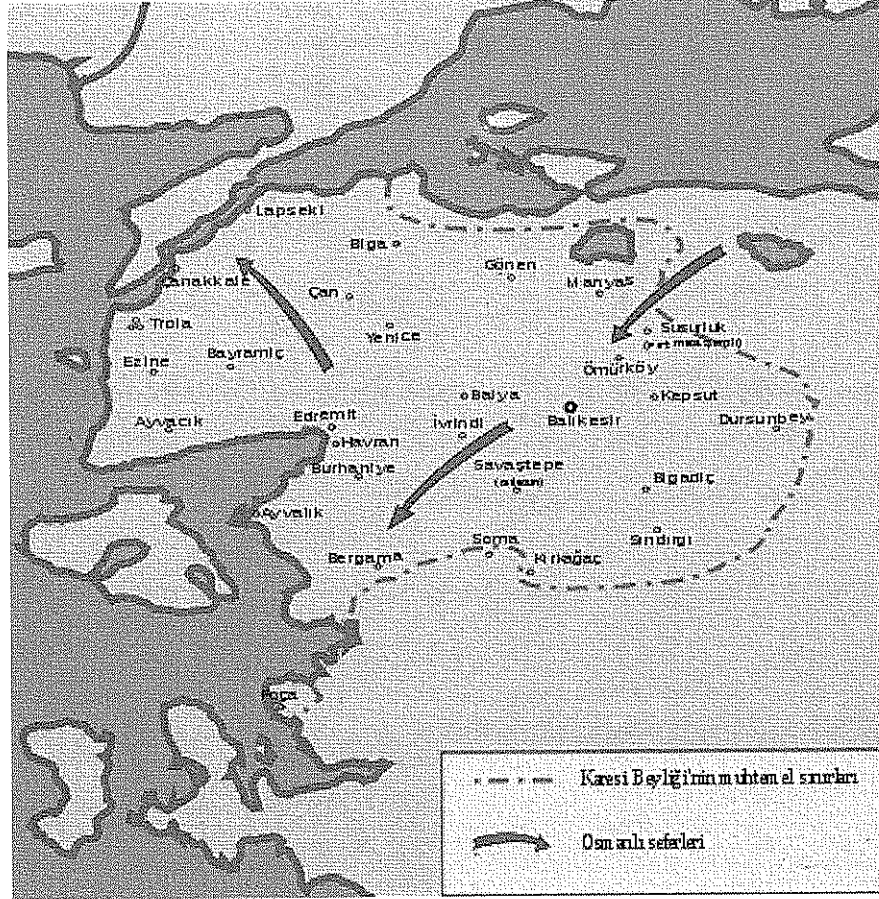 Lapseki
Biga
Gönen
Manyas
Çanakkale
Çan
Troia
Yenice
Susurluk
Ezine
Bayramiç
Ömürköy
Balya
Kepsut
Ayvacık
Edremit
İvrindi
Balıkesir
Dursunbey
Havran
Burhaniye
Savaştepe
Bigadiç
Ayvalık
Soma
Sındırgı
Bergama
Kırkağaç
Foça
Karesi Beyliği'nin muhtemel sınırları
Osmanlı seferleri